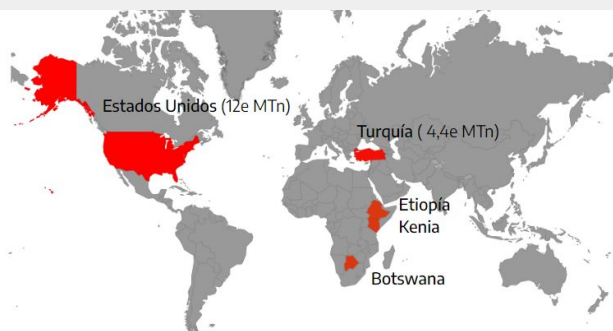 Estados Unidos (12e MTn)
Turquía ( 4,4e MTn)
Etiopía
Kenia
Botswana